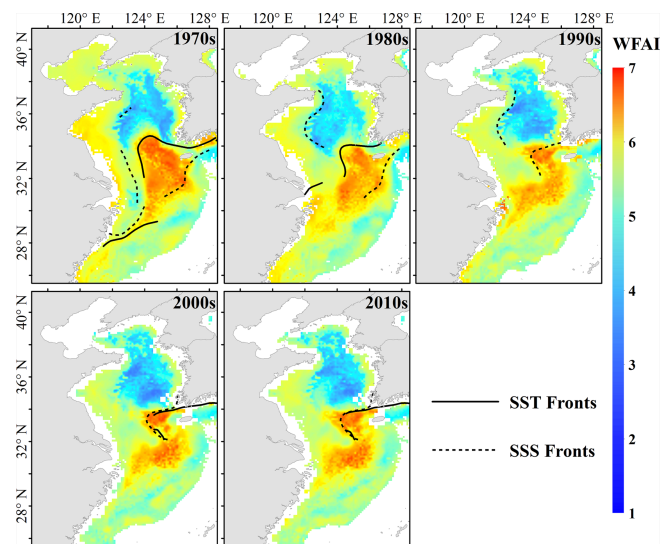 120° E 124° E 128° E 120° E 124° E 128° E 120° E 124° E 128° E
1970s 1980s 1990s WFAI
40° N
36° N
32° N
28° N
7
6
5
4
3
2
1
2000s 2010s
40° N
36° N
32° N
28° N
SST Fronts
SSS Fronts